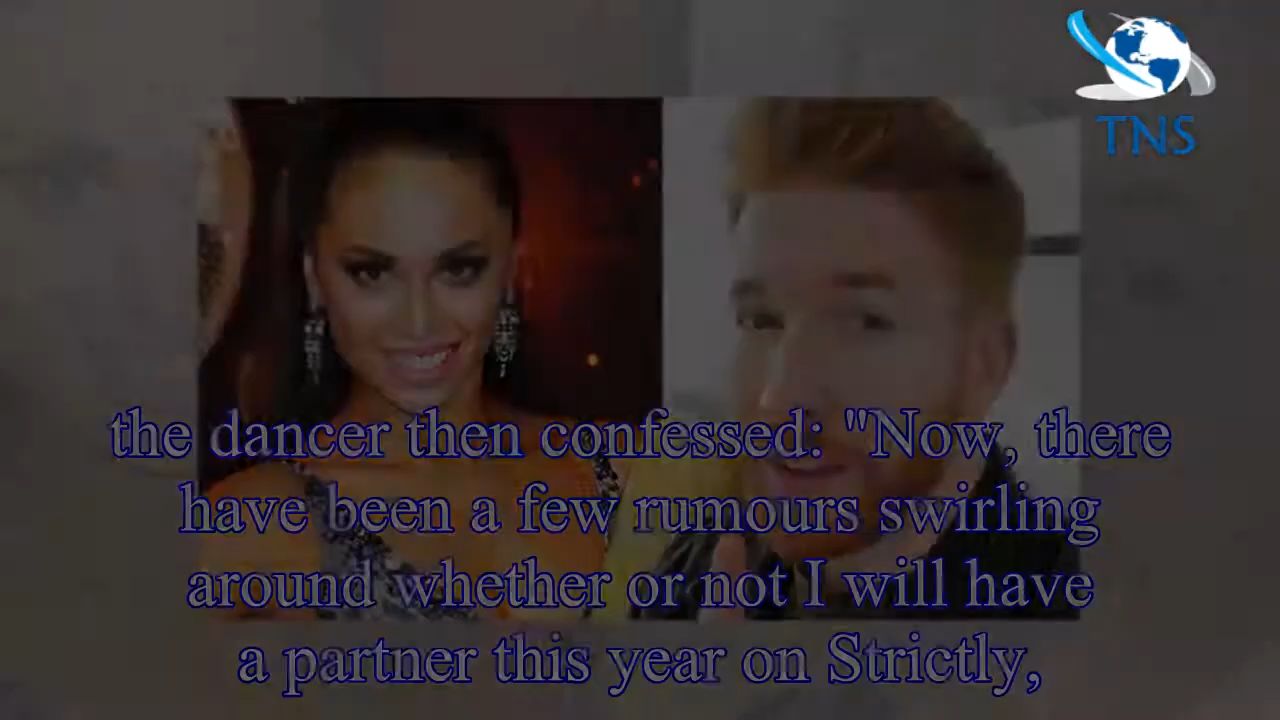 TNS
the dancer then confessed: "Now, there
have been a few rumours swirling
around whether or not I will have
a partner this year on Strictly,